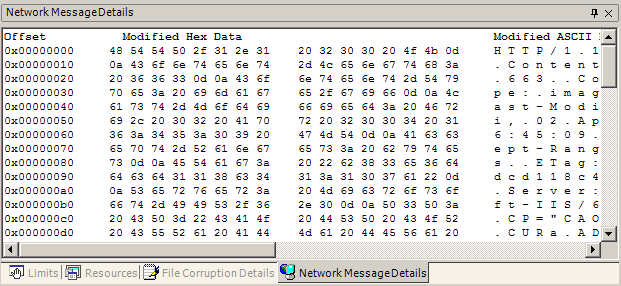 Network MessageDetails
Offset Modified Hex Data Modified ASCII
0x00000000 48 54 54 50 2f 31 2e 31 20 32 30 30 20 4f 4b 0d H T T P / 1 . 1
0x00000010 0a 43 6f 6e 74 65 6e 74 2d 4c 65 6e 67 74 68 3a . C o n t e n t
0x00000020 20 36 36 33 0d 0a 43 6f 6e 74 65 6e 74 2d 54 79 . 6 6 3 . . C o
0x00000030 70 65 3a 20 69 6d 61 67 65 2f 67 69 66 0d 0a 4c p e : . i m a g
0x00000040 61 73 74 2d 4d 6f 64 69 66 69 65 64 3a 20 46 72 a s t - M o d i
0x00000050 69 2c 20 30 32 20 41 70 72 20 32 30 30 34 20 31 i , . 0 2 . A p
0x00000060 36 3a 34 35 3a 30 39 20 47 4d 54 0d 0a 41 63 63 6 : 4 5 : 0 9 .
0x00000070 65 70 74 2d 52 61 6e 67 65 73 3a 20 62 79 74 65 e p t - R a n g
0x00000080 73 0d 0a 45 54 61 67 3a 20 22 62 38 33 65 36 64 s . . E T a g :
0x00000090 64 63 64 31 31 38 63 34 31 3a 31 30 37 61 22 0d d c d 1 1 8 c 4
0x000000a0 0a 53 65 72 76 65 72 3a 20 4d 69 63 72 6f 73 6f . S e r v e r :
0x000000b0 66 74 2d 49 49 53 2f 36 2e 30 0d 0a 50 33 50 3a f t - I I S / 6
0x000000c0 20 43 50 3d 22 43 41 4f 20 44 53 50 20 43 4f 52 . C P = " C A O
0x000000d0 20 43 55 52 61 20 41 44 4d 61 20 44 45 56 61 20 . C U R a . A D
Limits Resources File Corruption Details Network MessageDetails